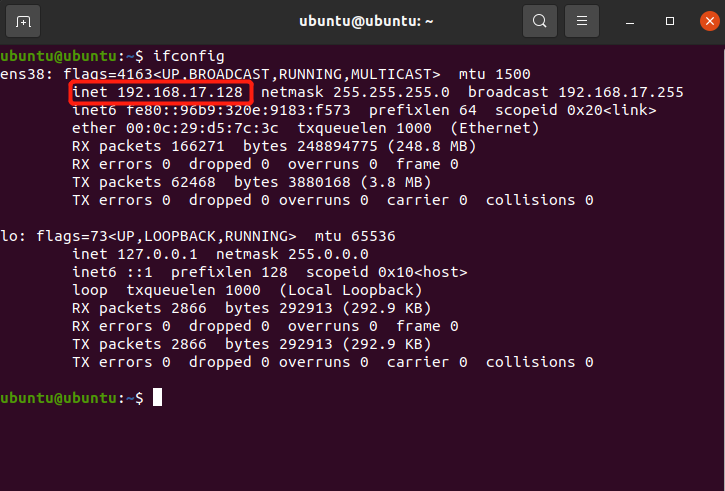 ubuntu@ubuntu: ~
ubuntu@ubuntu:~$ ifconfig
ens38: flags=4163<UP,BROADCAST,RUNNING,MULTICAST>  mtu 1500
        inet 192.168.17.128  netmask 255.255.255.0  broadcast 192.168.17.255
        inet6 fe80::96b9:320e:9183:f573  prefixlen 64  scopeid 0x20<link>
        ether 00:0c:29:d5:7c:3c  txqueuelen 1000  (Ethernet)
        RX packets 166271  bytes 248894775 (248.8 MB)
        RX errors 0  dropped 0  overruns 0  frame 0
        TX packets 62468  bytes 3880168 (3.8 MB)
        TX errors 0  dropped 0 overruns 0  carrier 0  collisions 0

lo: flags=73<UP,LOOPBACK,RUNNING>  mtu 65536
        inet 127.0.0.1  netmask 255.0.0.0
        inet6 ::1  prefixlen 128  scopeid 0x10<host>
        loop  txqueuelen 1000  (Local Loopback)
        RX packets 2866  bytes 292913 (292.9 KB)
        RX errors 0  dropped 0  overruns 0  frame 0
        TX packets 2866  bytes 292913 (292.9 KB)
        TX errors 0  dropped 0 overruns 0  carrier 0  collisions 0

ubuntu@ubuntu:~$